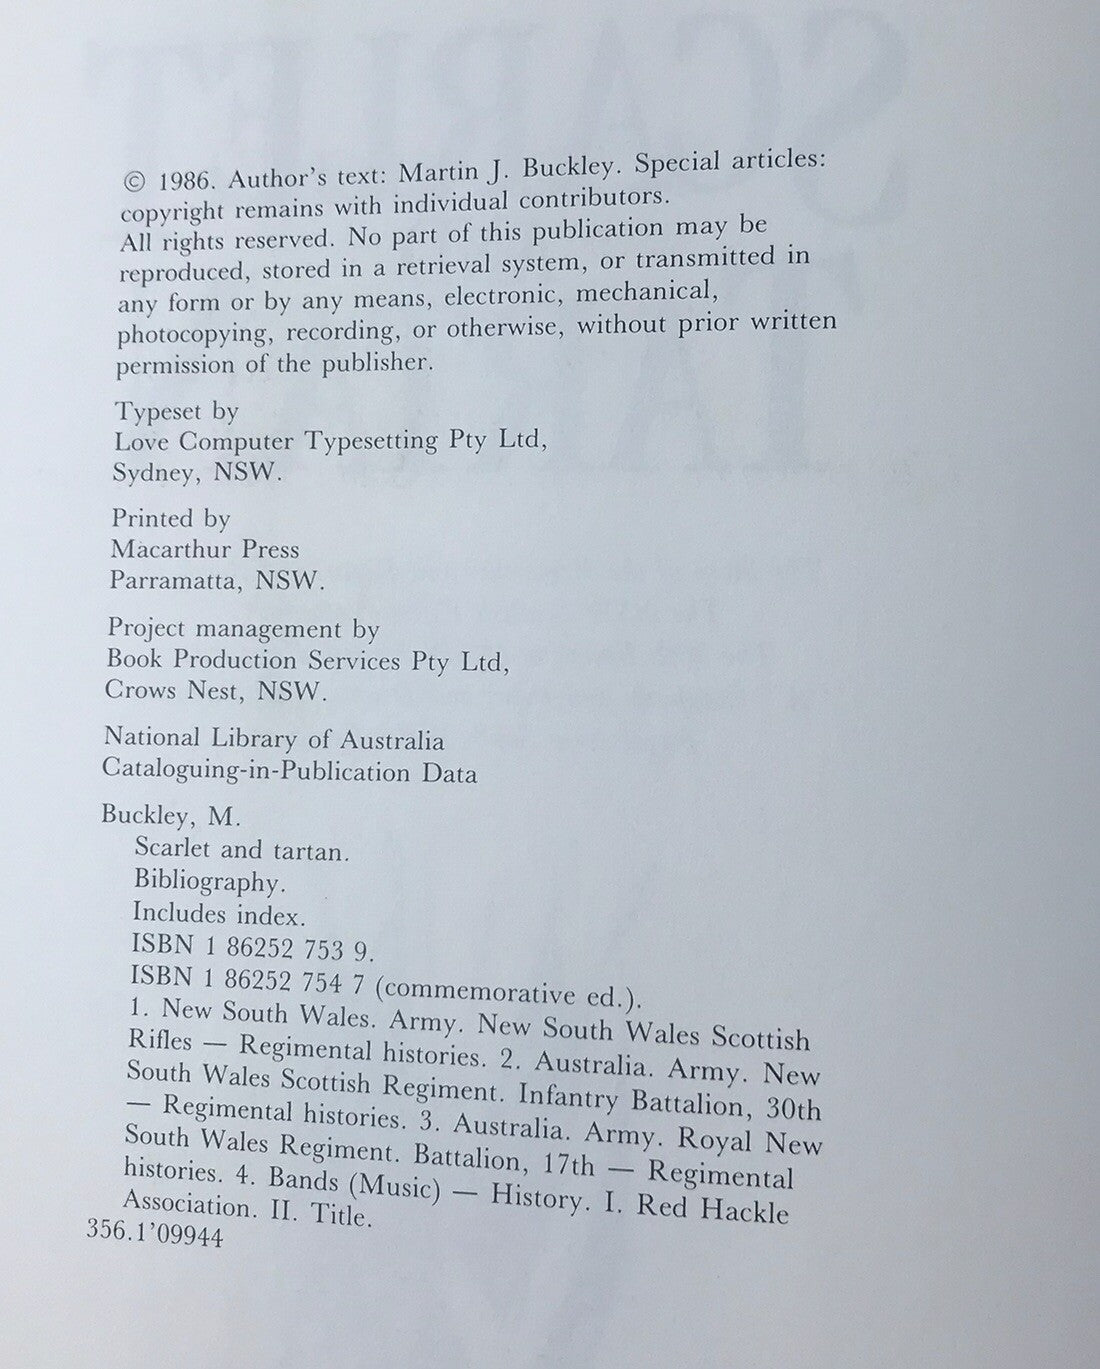 © 1986. Author's text: Martin J. Buckley. Special articles:
copyright remains with individual contributors.
All rights reserved. No part of this publication may be
reproduced, stored in a retrieval system, or transmitted in
any form or by any means, electronic, mechanical,
photocopying, recording, or otherwise, without prior written
permission of the publisher.
Typeset by
Love Computer Typesetting Pty Ltd,
Sydney, NSW.
Printed by
Macarthur Press
Parramatta, NSW.
Project management by
Book Production Services Pty Ltd,
Crows Nest, NSW.
National Library of Australia
Cataloguing-in-Publication Data
Buckley, M.
Scarlet and tartan.
Bibliography.
Includes index.
ISBN 1 86252 753 9.
ISBN 1 86252 754 7 (commemorative ed.).
1. New South Wales. Army. New South Wales Scottish
Rifles — Regimental histories. 2. Australia. Army. New
South Wales Scottish Regiment. Infantry Battalion, 30th
— Regimental histories. 3. Australia. Army. Royal New
South Wales Regiment. Battalion, 17th — Regimental
histories. 4. Bands (Music) — History. I. Red Hackle
Association. II. Title.
356.1'09944